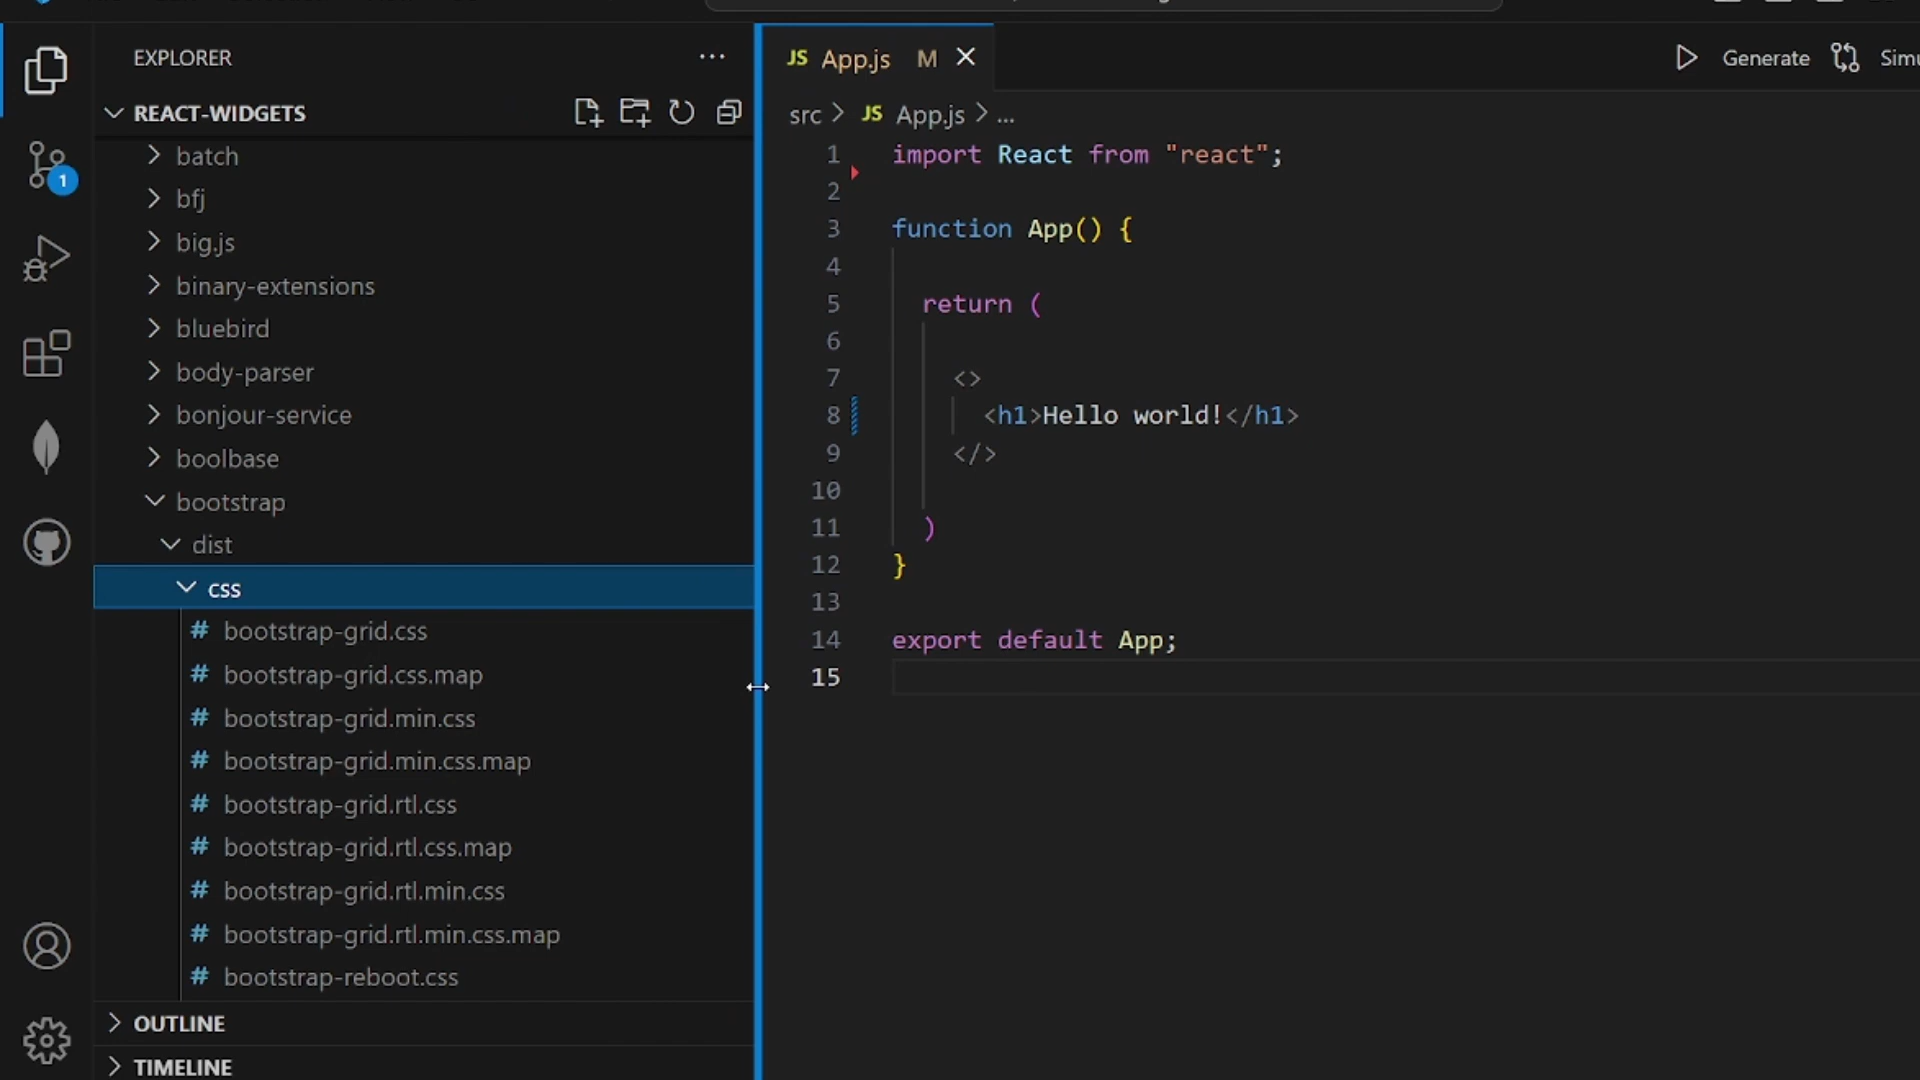 EXPLORER
REACT-WIDGETS
batch
bfj
big.js
binary-extensions
bluebird
body-parser
bonjour-service
boolbase
bootstrap
dist
css
# bootstrap-grid.css
# bootstrap-grid.css.map
# bootstrap-grid.min.css
# bootstrap-grid.min.css.map
# bootstrap-grid.rtl.css
# bootstrap-grid.rtl.css.map
# bootstrap-grid.rtl.min.css
# bootstrap-grid.rtl.min.css.map
# bootstrap-reboot.css
OUTLINE
TIMELINE
1
JS App.js M
Generate
src > JS App.js > ...
1 import React from "react";
2
3 function App() {
4
5 return (
6
7 <>
8 <h1>Hello world!</h1>
9 </>
10
11 )
12 }
13
14 export default App;
15